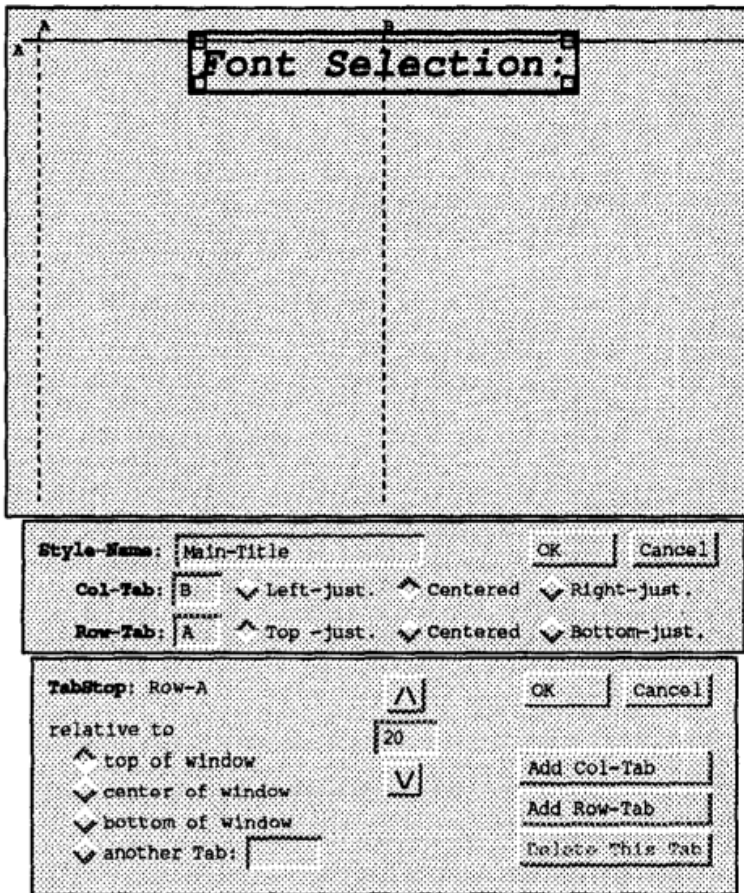 A B
A
Font Selection:
Style-Name: Main-Title OK Cancel
Col-Tab: B Left-just. Centered Right-just.
Row-Tab: A Top -just. Centered Bottom-just.
TabStop: Row-A /\ OK Cancel
relative to 20
top of window
center of window \/ Add Col-Tab
bottom of window Add Row-Tab
another Tab: Delete This Tab